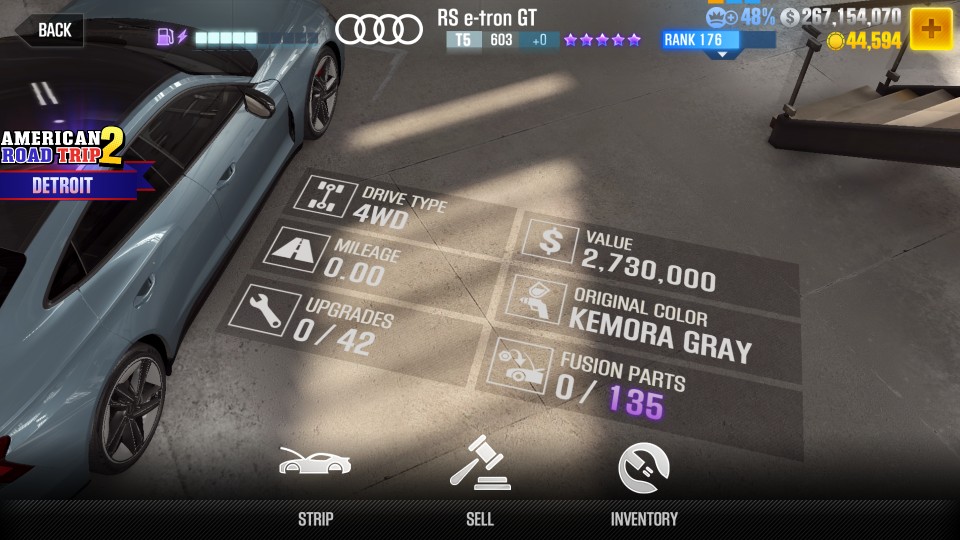 BACK
RS e-tron GT
T5 603 +0
48%
267,154,070
RANK 176
44,594
AMERICAN
ROAD TRIP 2
DETROIT
DRIVE TYPE
4WD
MILEAGE
0.00
UPGRADES
0 / 42
VALUE
2,730,000
ORIGINAL COLOR
KEMORA GRAY
FUSION PARTS
0 / 135
STRIP
SELL
INVENTORY